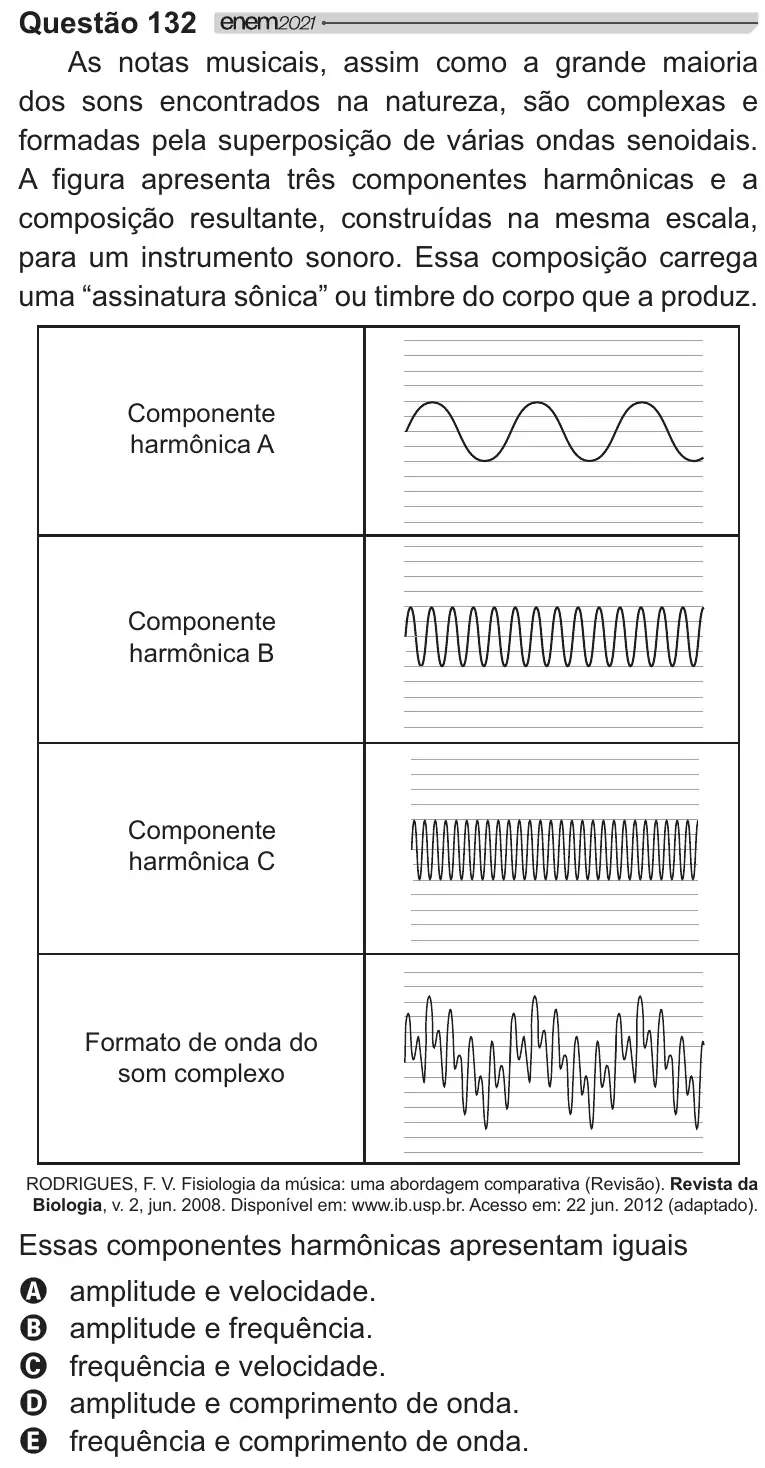 Questão 132 enem2021
As notas musicais, assim como a grande maioria
dos sons encontrados na natureza, são complexas e
formadas pela superposição de várias ondas senoidais.
A figura apresenta três componentes harmônicas e a
composição resultante, construídas na mesma escala,
para um instrumento sonoro. Essa composição carrega
uma “assinatura sônica” ou timbre do corpo que a produz.
Componente
harmônica A
Componente
harmônica B
Componente
harmônica C
Formato de onda do
som complexo
RODRIGUES, F. V. Fisiologia da música: uma abordagem comparativa (Revisão). Revista da
Biologia, v. 2, jun. 2008. Disponível em: www.ib.usp.br. Acesso em: 22 jun. 2012 (adaptado).
Essas componentes harmônicas apresentam iguais
A amplitude e velocidade.
B amplitude e frequência.
C frequência e velocidade.
D amplitude e comprimento de onda.
E frequência e comprimento de onda.